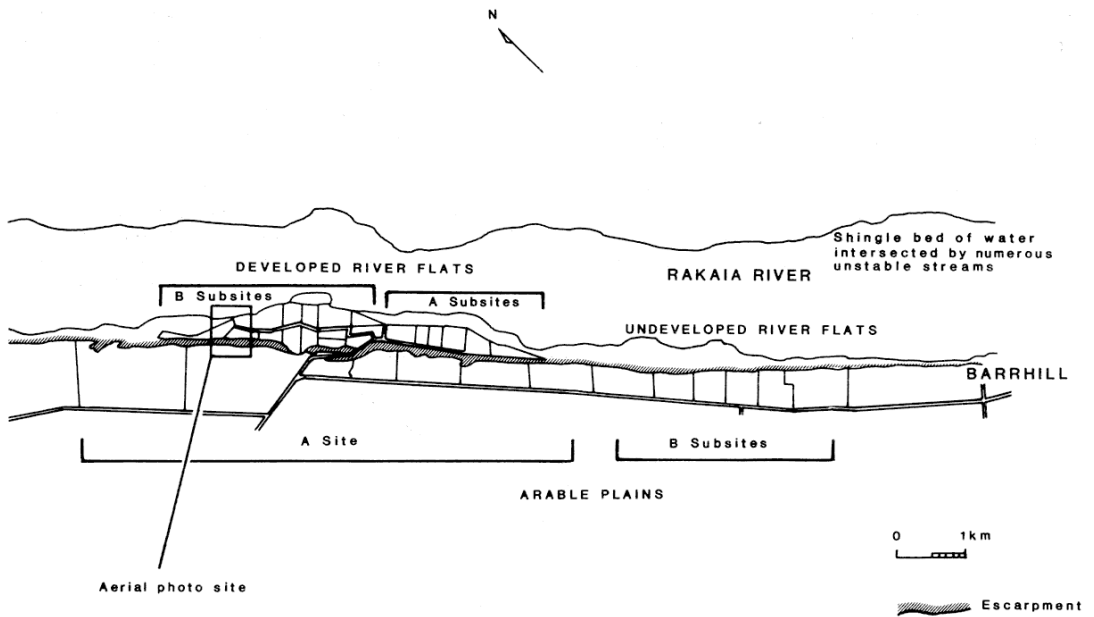 N
Shingle bed of water
intersected by numerous
unstable streams
DEVELOPED RIVER FLATS
RAKAIA RIVER
B Subsites
A Subsites
UNDEVELOPED RIVER FLATS
BARRHILL
A Site
B Subsites
ARABLE PLAINS
0 1km
Aerial photo site
Escarpment